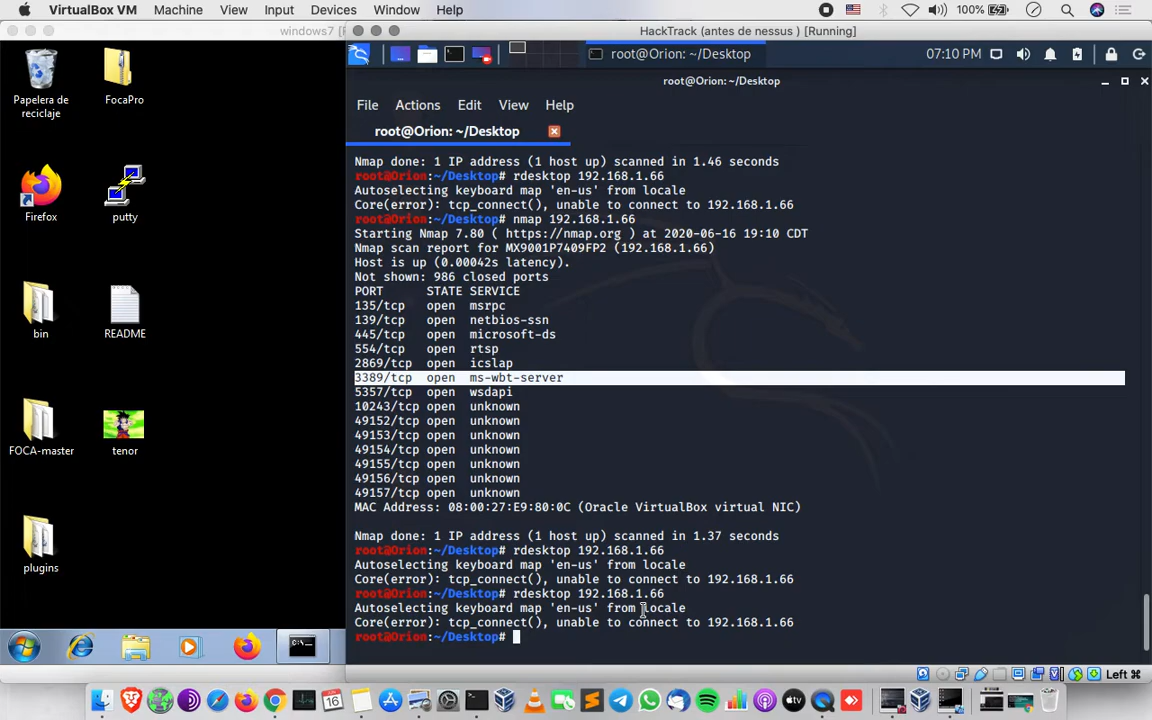 VirtualBox VM Machine View Input Devices Window Help 100%
windows7 [
HackTrack (antes de nessus ) [Running]
root@Orion: ~/Desktop 07:10 PM
root@Orion: ~/Desktop
File Actions Edit View Help
root@Orion: ~/Desktop
Papelera de
reciclaje
FocaPro
Firefox
putty
bin
README
FOCA-master
tenor
plugins
Nmap done: 1 IP address (1 host up) scanned in 1.46 seconds
root@Orion:~/Desktop# rdesktop 192.168.1.66
Autoselecting keyboard map 'en-us' from locale
Core(error): tcp_connect(), unable to connect to 192.168.1.66
root@Orion:~/Desktop# nmap 192.168.1.66
Starting Nmap 7.80 ( https://nmap.org ) at 2020-06-16 19:10 CDT
Nmap scan report for MX9001P7409FP2 (192.168.1.66)
Host is up (0.00042s latency).
Not shown: 986 closed ports
PORT STATE SERVICE
135/tcp open msrpc
139/tcp open netbios-ssn
445/tcp open microsoft-ds
554/tcp open rtsp
2869/tcp open icslap
3389/tcp open ms-wbt-server
5357/tcp open wsdapi
10243/tcp open unknown
49152/tcp open unknown
49153/tcp open unknown
49154/tcp open unknown
49155/tcp open unknown
49156/tcp open unknown
49157/tcp open unknown
MAC Address: 08:00:27:E9:80:0C (Oracle VirtualBox virtual NIC)
Nmap done: 1 IP address (1 host up) scanned in 1.37 seconds
root@Orion:~/Desktop# rdesktop 192.168.1.66
Autoselecting keyboard map 'en-us' from locale
Core(error): tcp_connect(), unable to connect to 192.168.1.66
root@Orion:~/Desktop# rdesktop 192.168.1.66
Autoselecting keyboard map 'en-us' from locale
Core(error): tcp_connect(), unable to connect to 192.168.1.66
root@Orion:~/Desktop#
Left ⌘
JUN
16